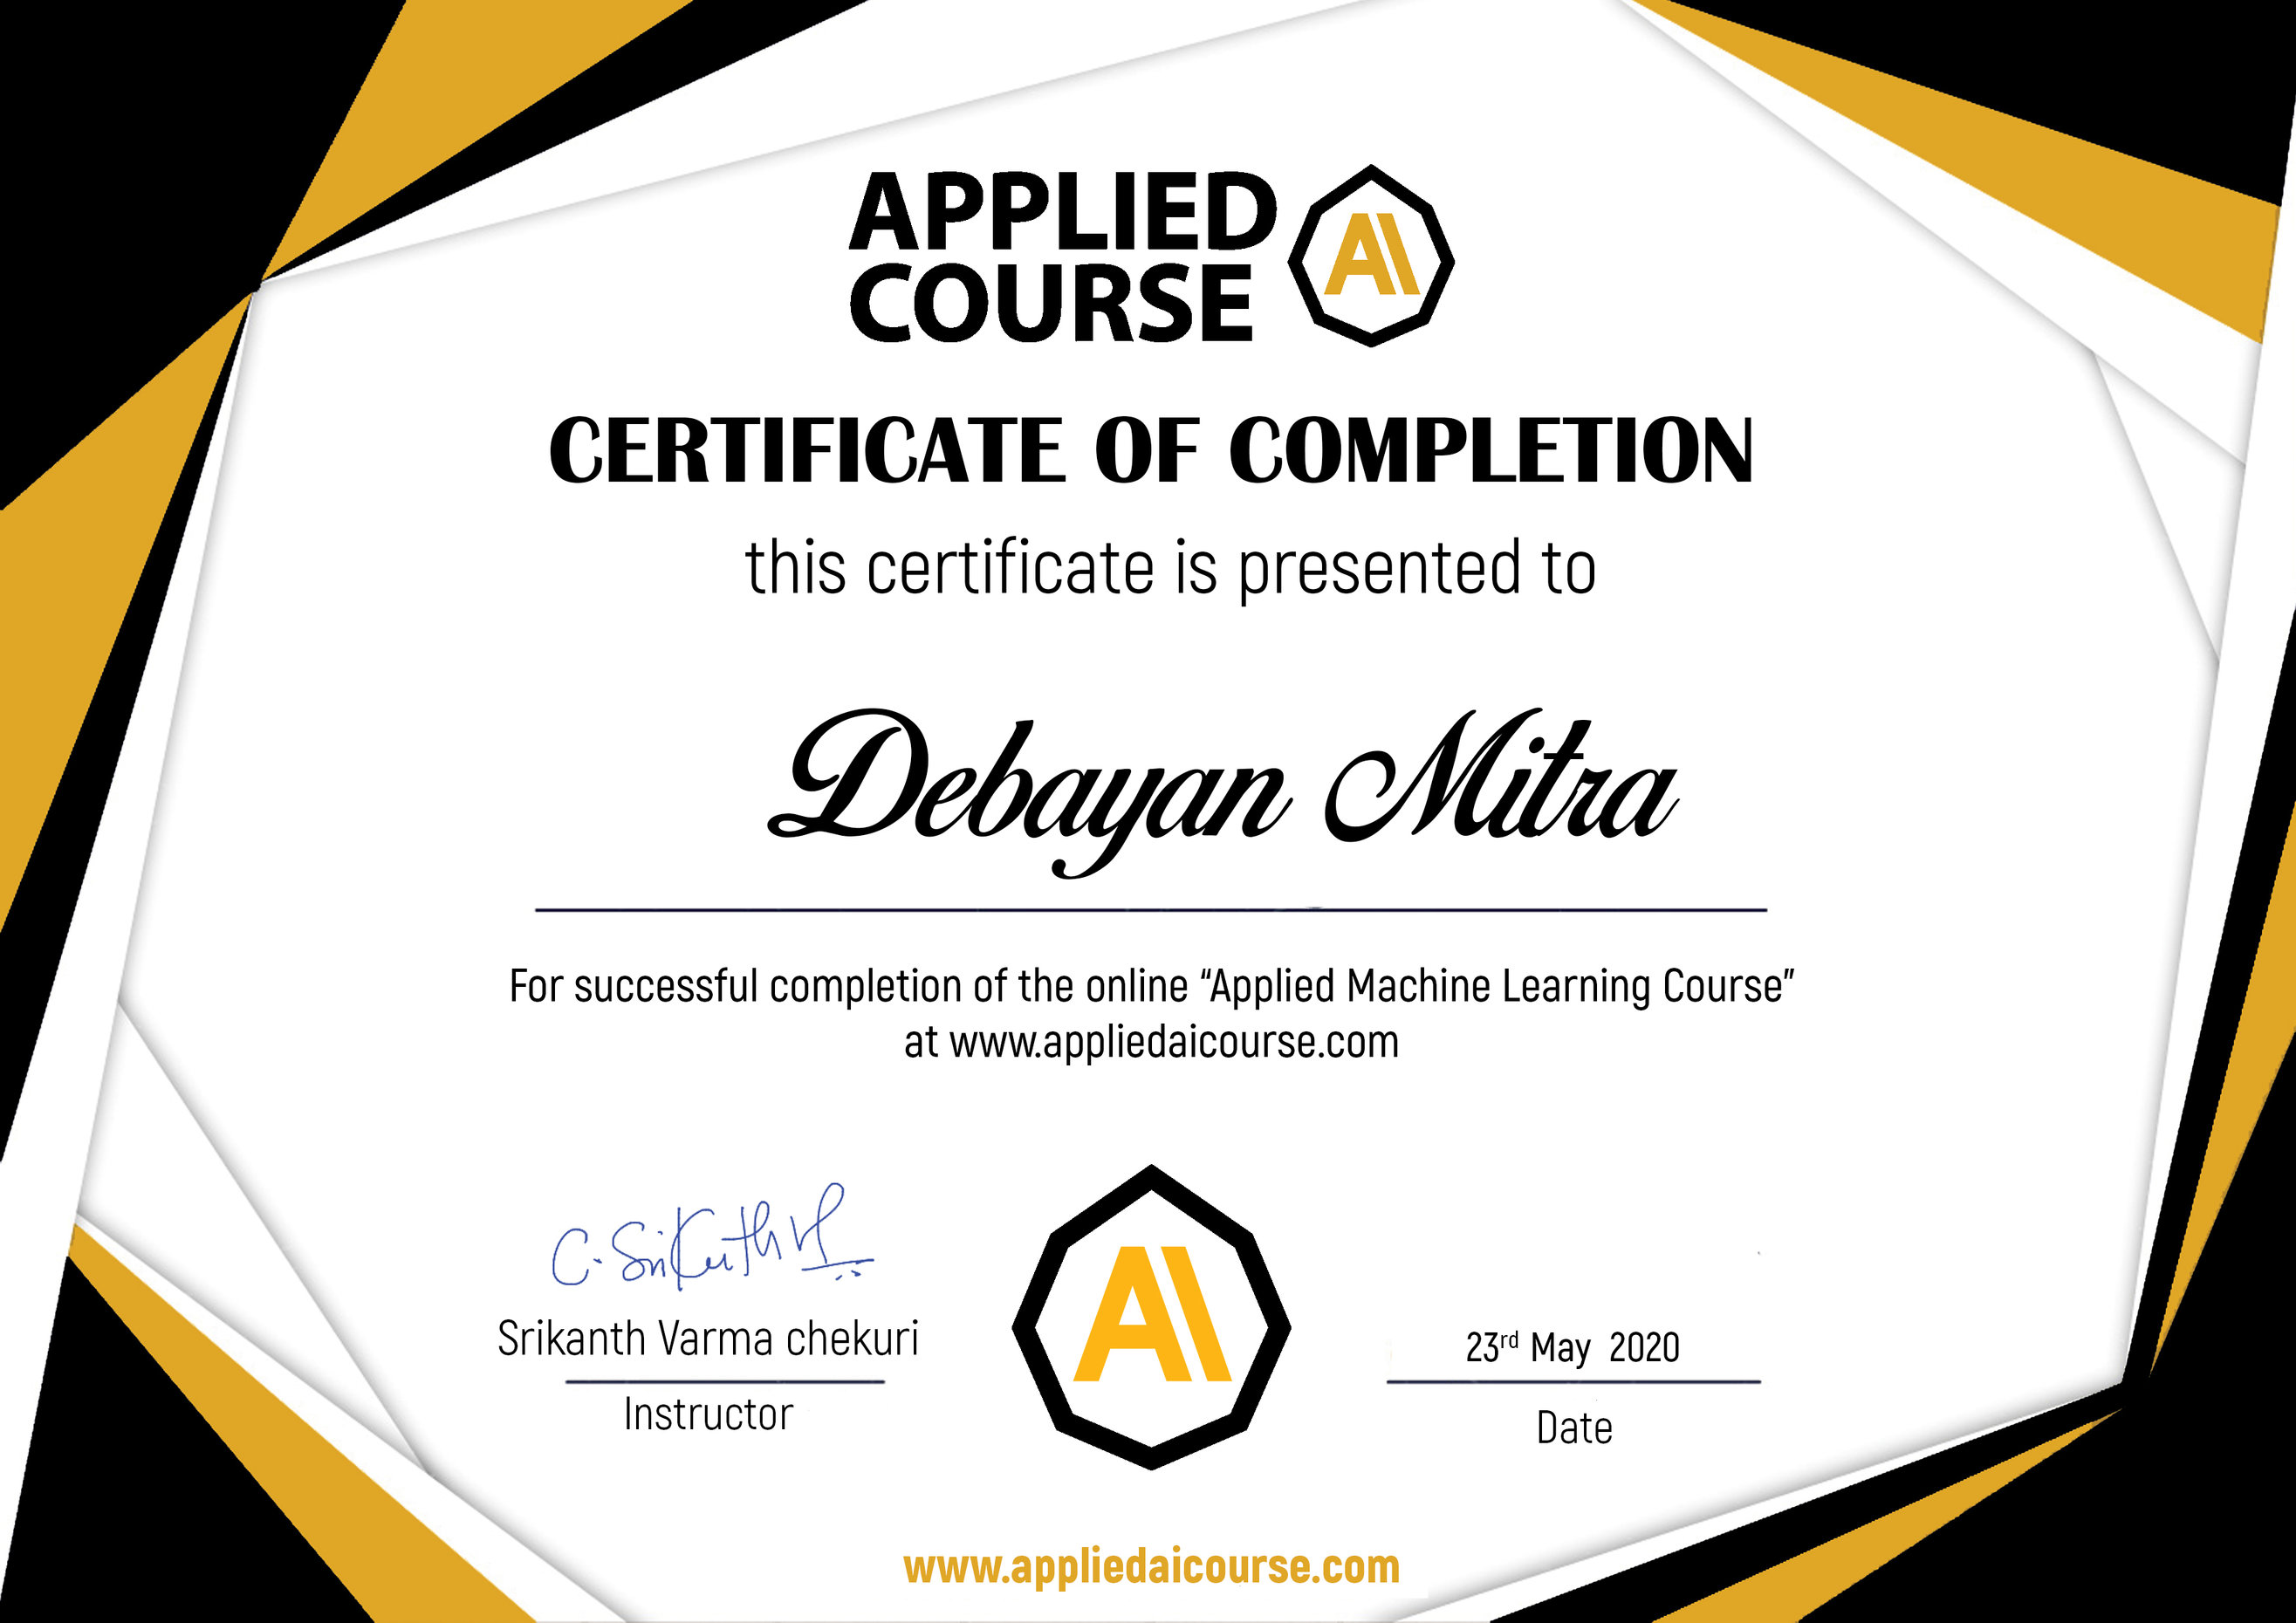 APPLIED
COURSE
AI
CERTIFICATE OF COMPLETION
this certificate is presented to
Debayan Mitra
For successful completion of the online “Applied Machine Learning Course”
at www.appliedaicourse.com
C. Srikanth V
Srikanth Varma chekuri
Instructor
AI
23rd May 2020
Date
www.appliedaicourse.com